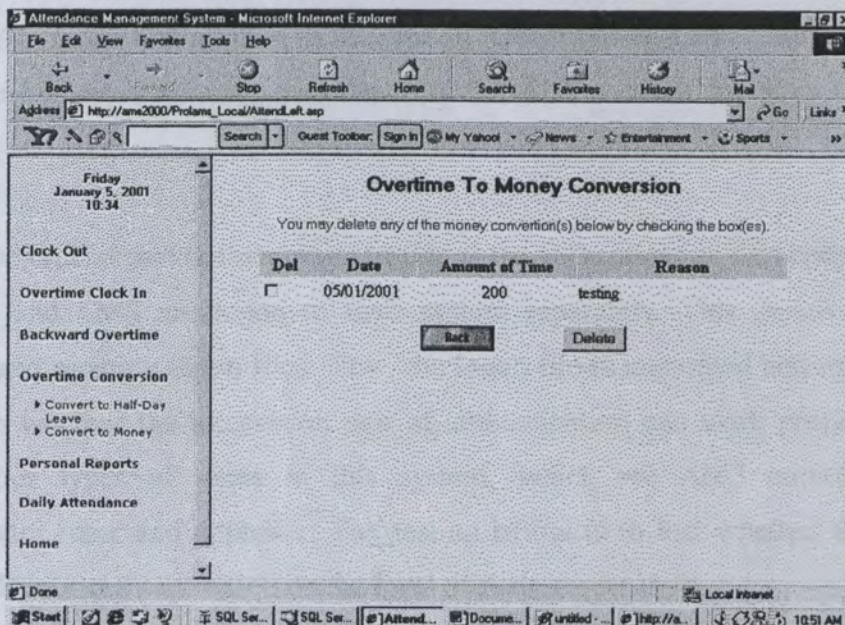 Attendance Management System - Microsoft Internet Explorer
File Edit View Favorites Tools Help
Back Forward Stop Refresh Home Search Favorites History Mail
Address http://ams2000/Prolams_Local/AttendLeft.asp Go Links
Y! Search Guest Toolbar: Sign In My Yahoo! News Entertainment Sports »
Friday
January 5, 2001
10:34
Clock Out
Overtime Clock In
Backward Overtime
Overtime Conversion
Convert to Half-Day
Leave
Convert to Money
Personal Reports
Daily Attendance
Home
Overtime To Money Conversion
You may delete any of the money convertion(s) below by checking the box(es).
Del Date Amount of Time Reason
05/01/2001 200 testing
Back Delete
Done Local intranet
Start SQL Ser... SQL Ser... Attend... Docume... untitled - ... http://a... 10:51 AM